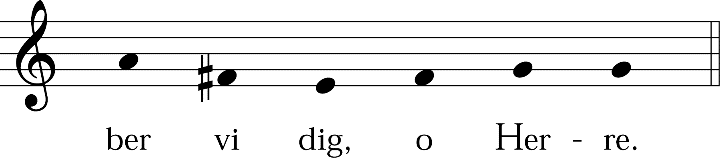 ber vi dig, o Her - re.